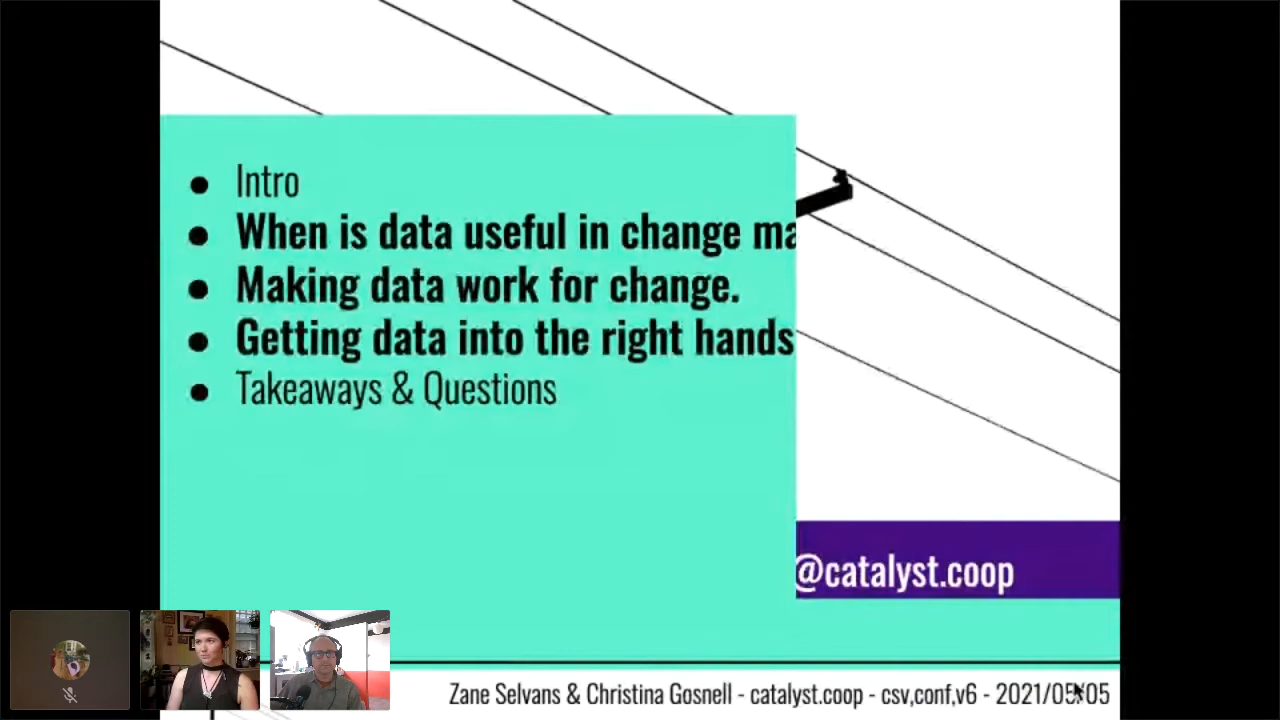 Intro
When is data useful in change ma
Making data work for change.
Getting data into the right hands
Takeaways & Questions
@catalyst.coop
Zane Selvans & Christina Gosnell - catalyst.coop - csv,conf,v6 - 2021/05/05